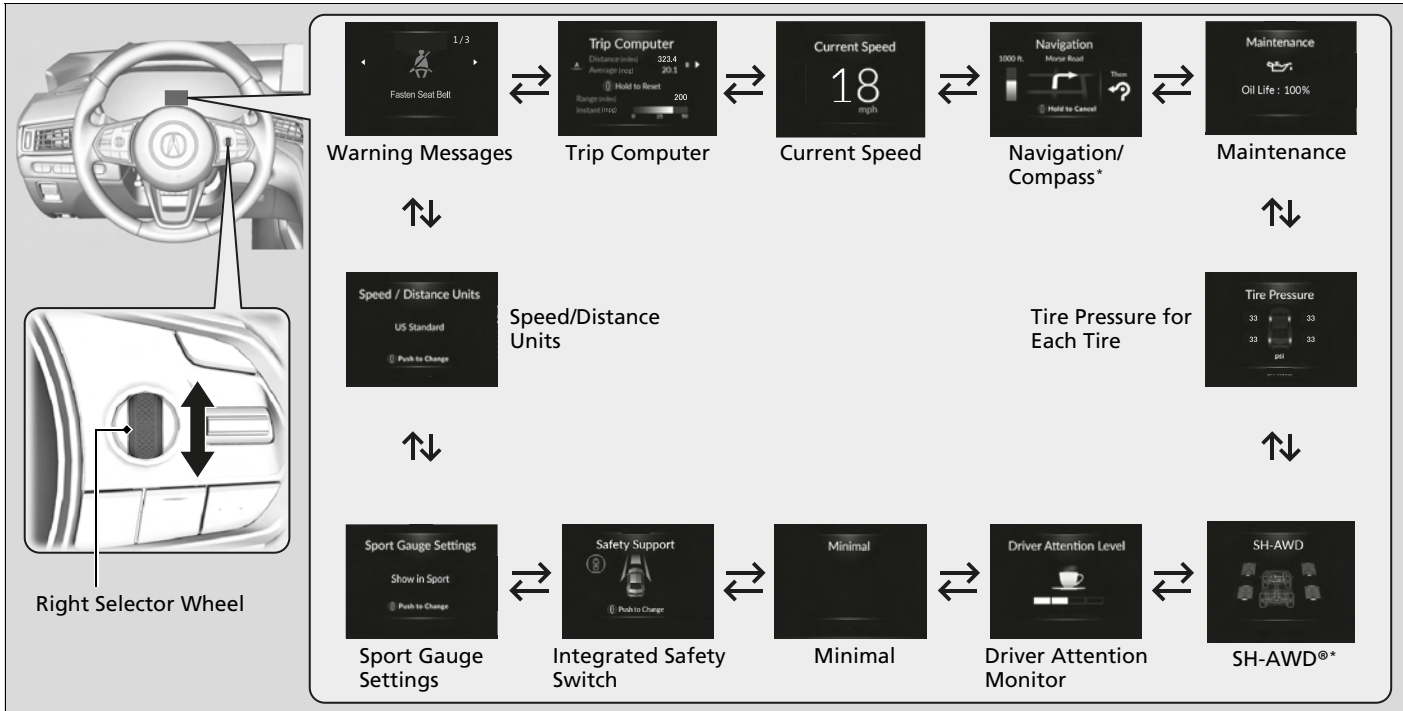 1/3
Fasten Seat Belt
Warning Messages
Trip Computer
Distance (miles) 323.4
A Average (mpg) 20.1 B
Hold to Reset
Range (miles) 200
Instant (mpg)
0 25 50
Trip Computer
Current Speed
18
mph
Current Speed
Navigation
1000 ft. Morse Road
Then
Hold to Cancel
Navigation/
Compass*
Maintenance
Oil Life : 100%
Maintenance
Speed / Distance Units
US Standard
Push to Change
Speed/Distance
Units
Tire Pressure for
Each Tire
Tire Pressure
33 33
33 33
psi
Right Selector Wheel
Sport Gauge Settings
Show in Sport
Push to Change
Sport Gauge
Settings
Safety Support
Push to Change
Integrated Safety
Switch
Minimal
Minimal
Driver Attention Level
Driver Attention
Monitor
SH-AWD
SH-AWD®*